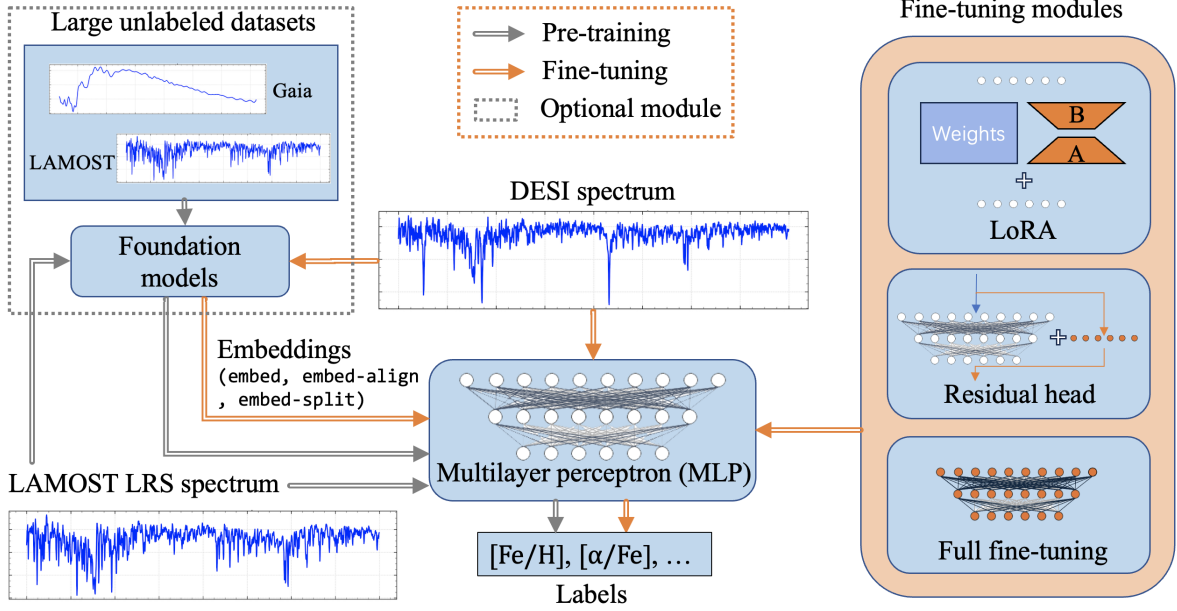 Large unlabeled datasets
Gaia
LAMOST
Foundation
models
Pre-training
Fine-tuning
Optional module
DESI spectrum
Embeddings
(embed, embed-align
, embed-split)
LAMOST LRS spectrum
Multilayer perceptron (MLP)
[Fe/H], [α/Fe], ...
Labels
Fine-tuning modules
Weights
B
A
+
LoRA
+
Residual head
Full fine-tuning